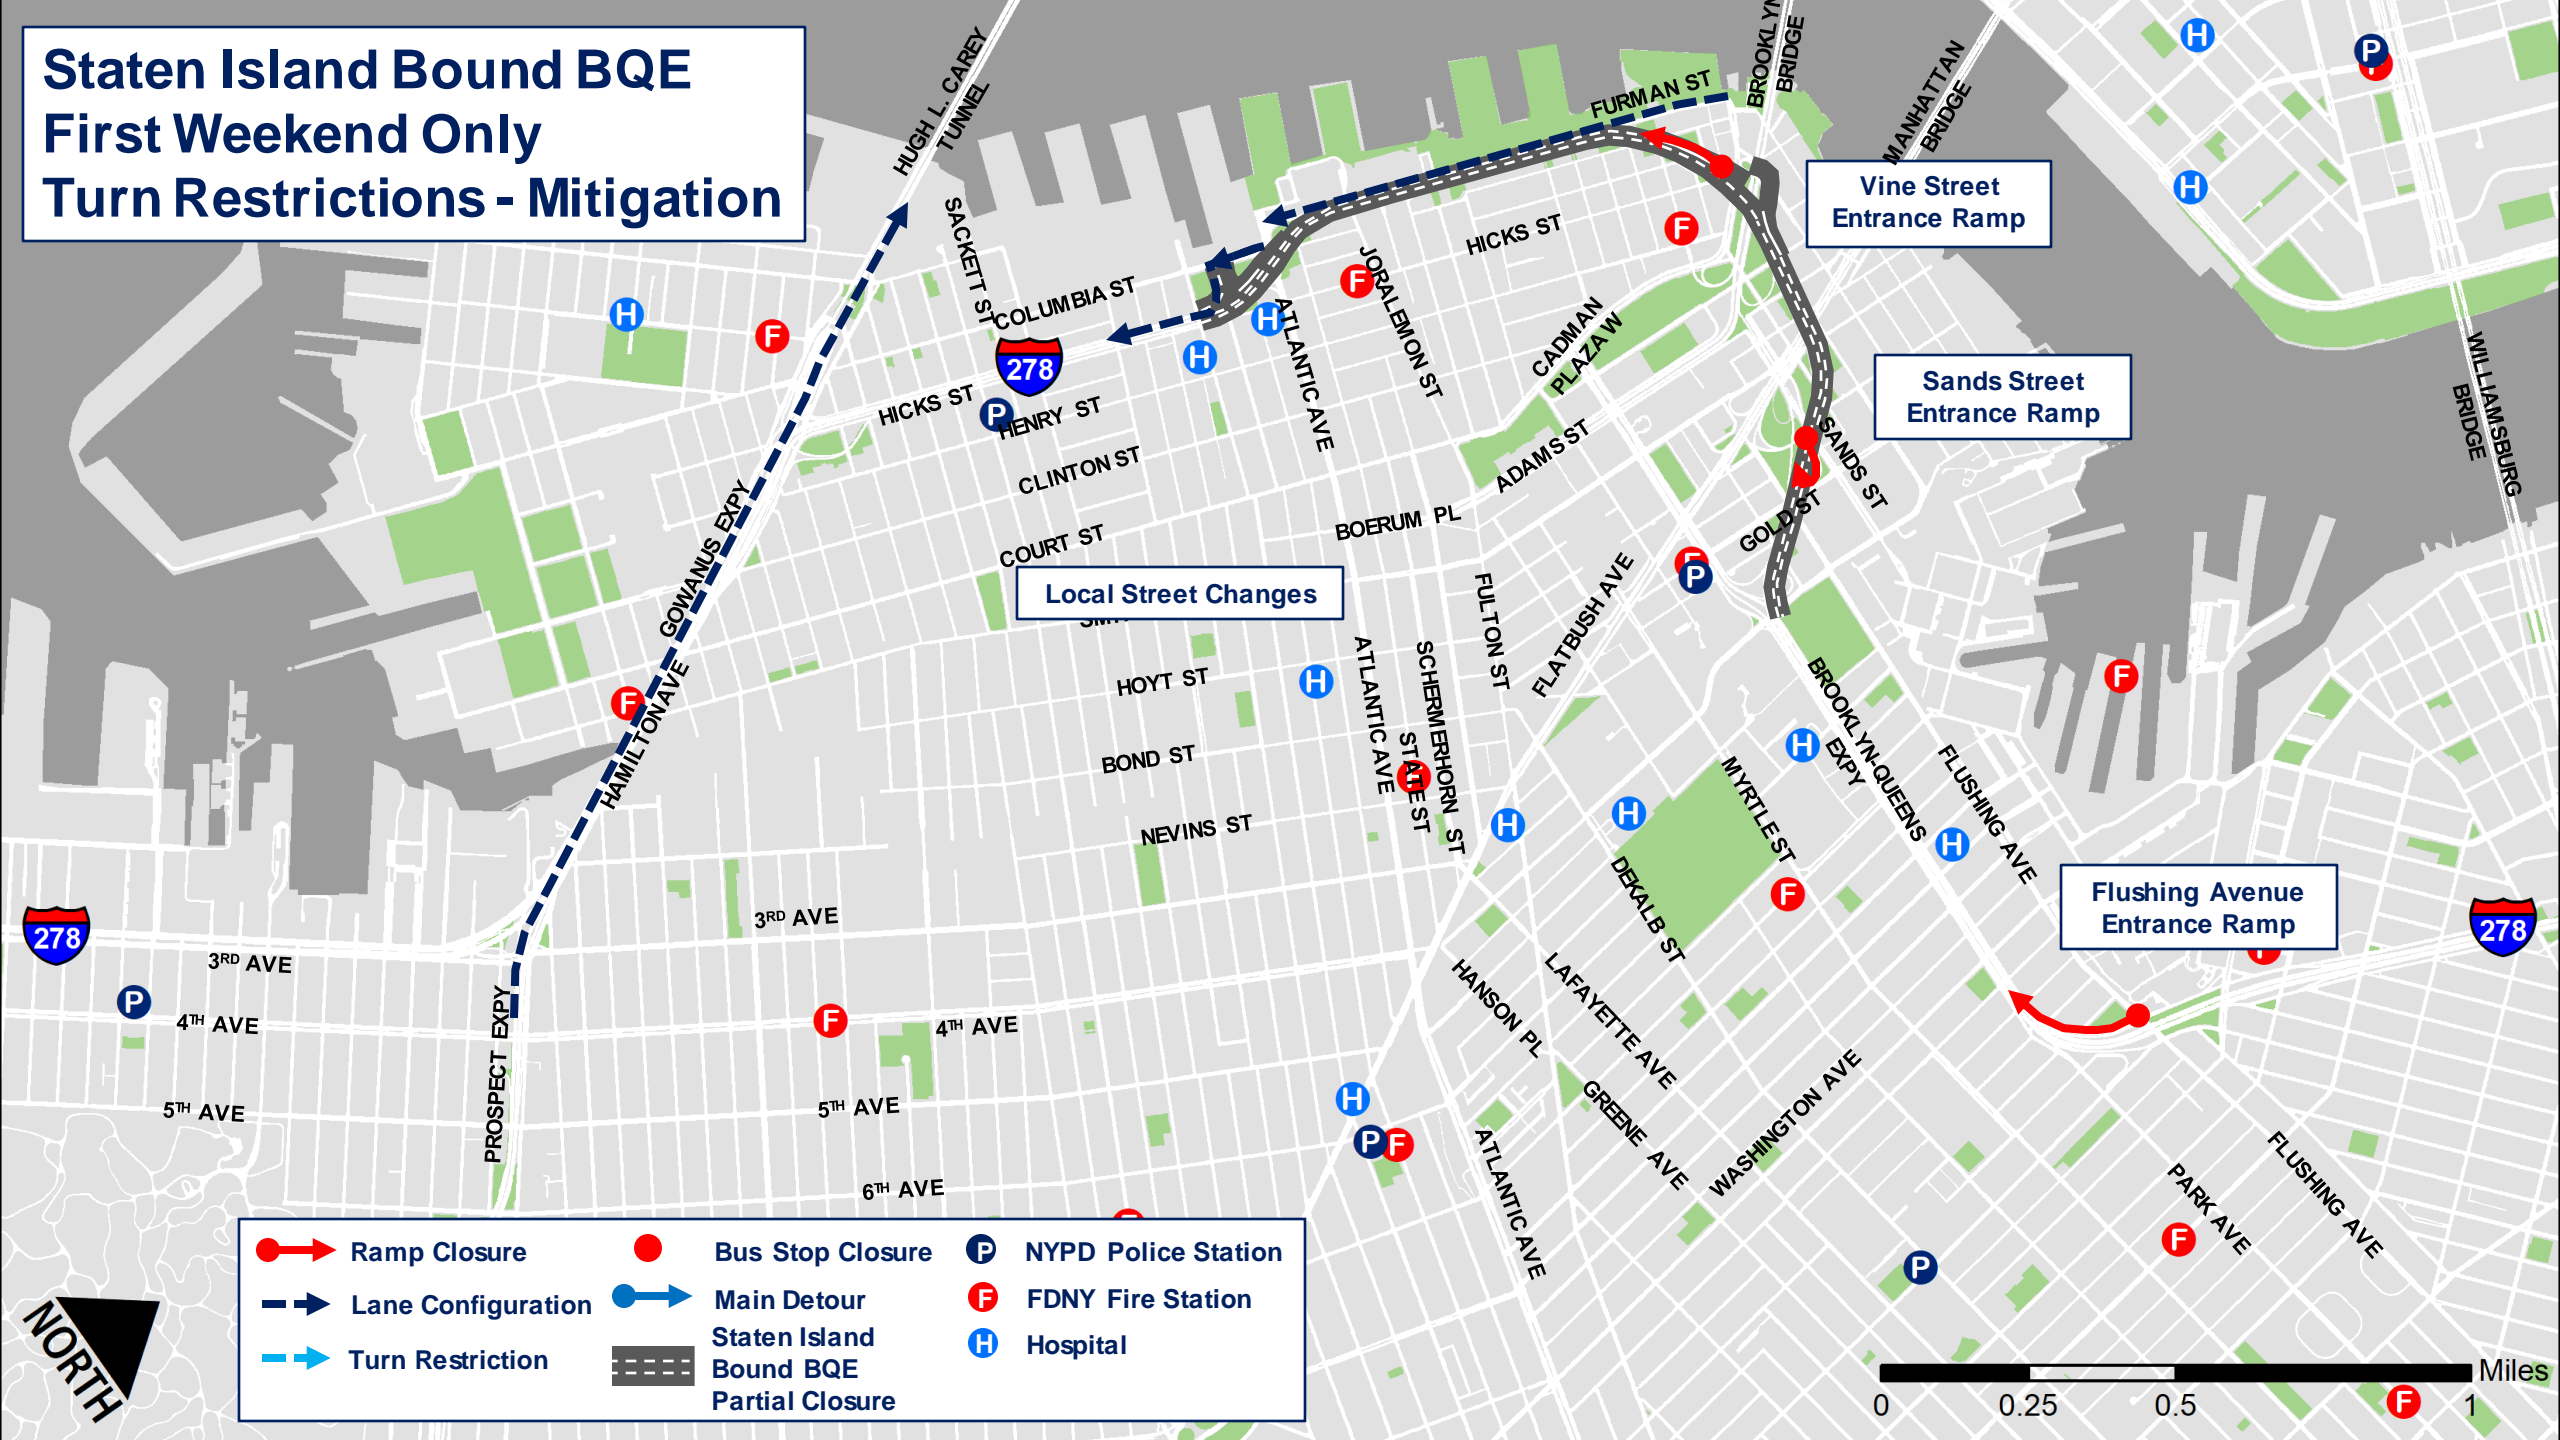 Staten Island Bound BQE
First Weekend Only
Turn Restrictions - Mitigation
HUGH L. CAREY
TUNNEL
BROOKLYN
BRIDGE
MANHATTAN
BRIDGE
WILLIAMSBURG
BRIDGE
FURMAN ST
Vine Street
Entrance Ramp
SACKETT ST
COLUMBIA ST
HICKS ST
JORALEMON ST
CADMAN
PLAZA W
ATLANTIC AVE
278
HICKS ST
HENRY ST
CLINTON ST
COURT ST
Sands Street
Entrance Ramp
SANDS ST
ADAMS ST
BOERUM PL
GOLD ST
GOWANUS EXPY
HAMILTON AVE
Local Street Changes
HOYT ST
BOND ST
NEVINS ST
ATLANTIC AVE
STATE ST
SCHERMERHORN ST
FULTON ST
FLATBUSH AVE
BROOKLYN-QUEENS
EXPY
FLUSHING AVE
MYRTLE ST
DEKALB ST
Flushing Avenue
Entrance Ramp
278
278
3RD AVE
3RD AVE
4TH AVE
4TH AVE
5TH AVE
5TH AVE
6TH AVE
PROSPECT EXPY
HANSON PL
LAFAYETTE AVE
GREENE AVE
WASHINGTON AVE
ATLANTIC AVE
PARK AVE
FLUSHING AVE
H
H
H
H
H
H
H
H
H
H
H
H
F
F
F
F
F
F
F
F
F
F
F
P
P
P
P
P
P
Ramp Closure
Lane Configuration
Turn Restriction
Bus Stop Closure
Main Detour
Staten Island
Bound BQE
Partial Closure
P NYPD Police Station
F FDNY Fire Station
H Hospital
NORTH
Miles
0 0.25 0.5 1